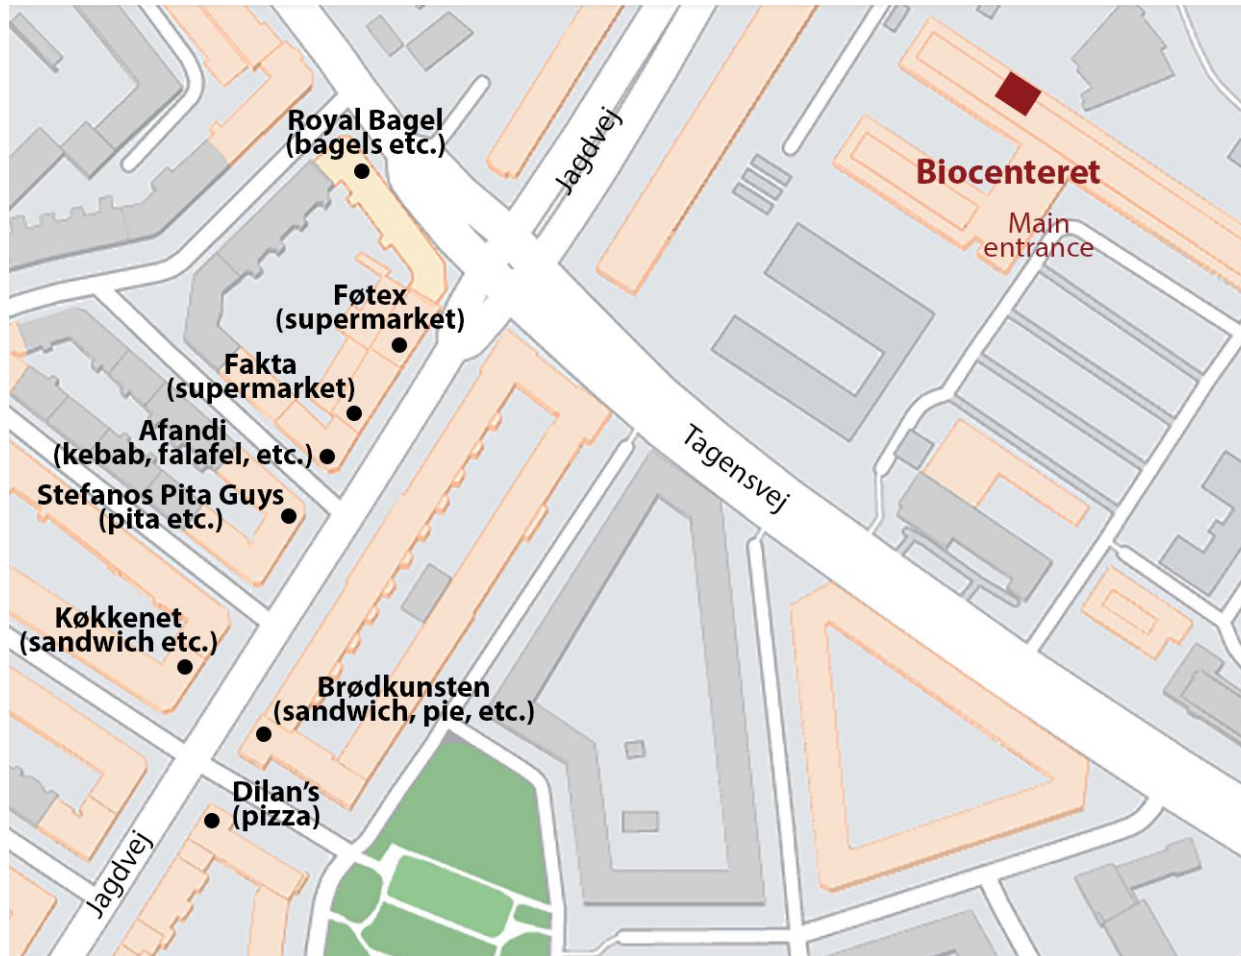 Royal Bagel
(bagels etc.)
Jagdvej
Biocenteret
Main
entrance
Føtex
(supermarket)
Fakta
(supermarket)
Afandi
(kebab, falafel, etc.)
Tagensvej
Stefanos Pita Guys
(pita etc.)
Køkkenet
(sandwich etc.)
Brødkunsten
(sandwich, pie, etc.)
Dilan’s
(pizza)
Jagdvej